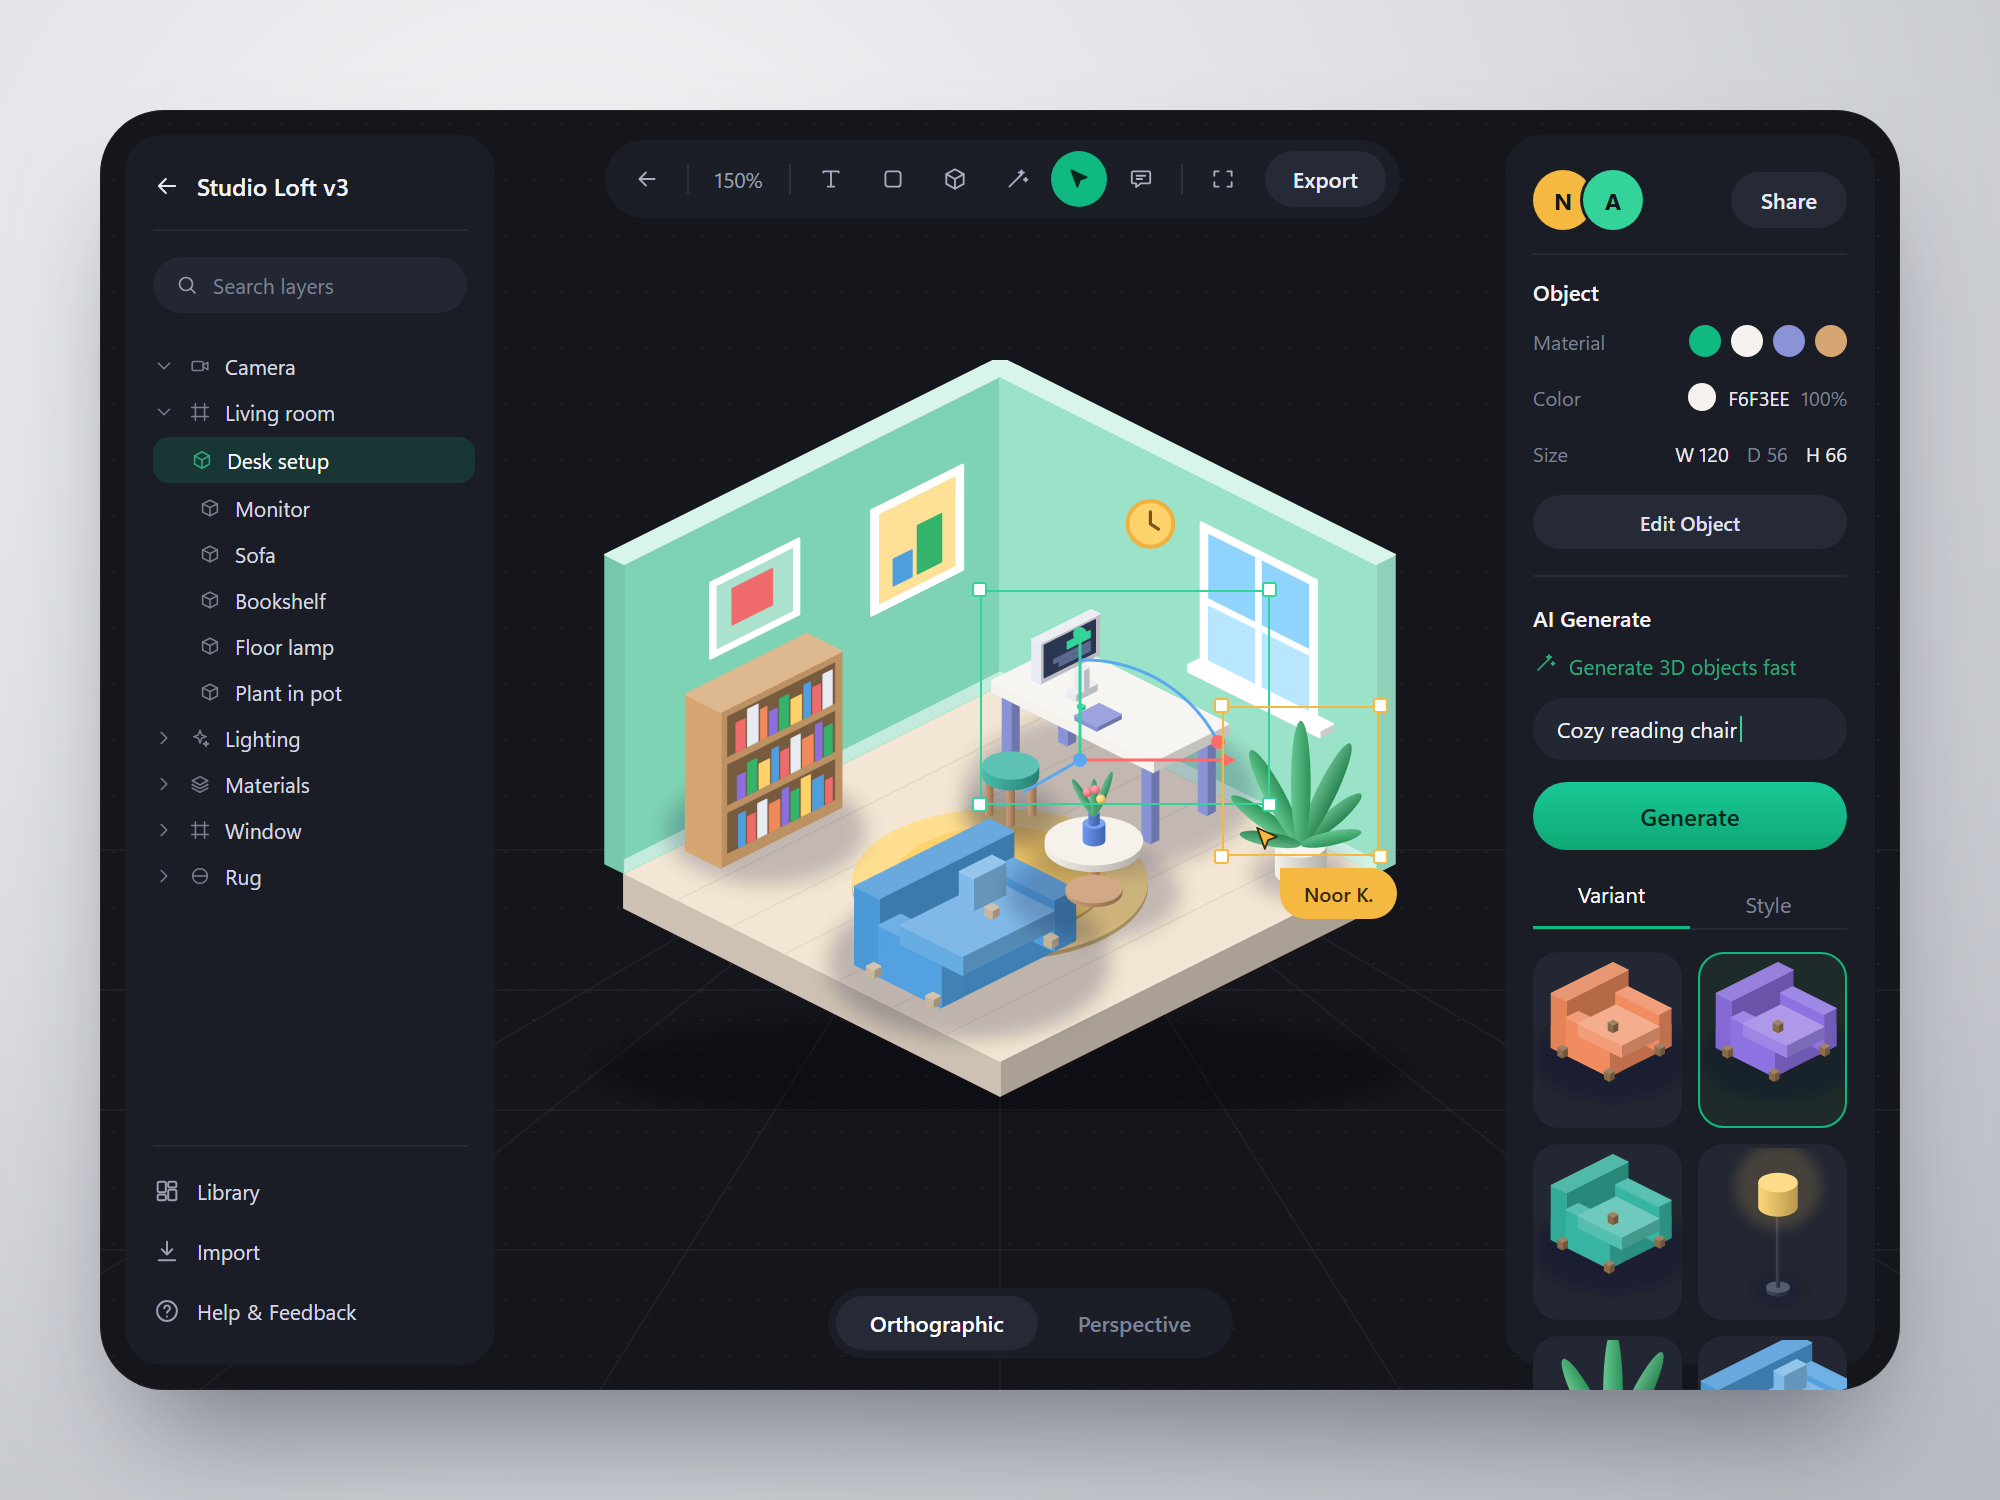 Studio Loft v3
Search layers
Camera
Living room
Desk setup
Monitor
Sofa
Bookshelf
Floor lamp
Plant in pot
Lighting
Materials
Window
Rug
Library
Import
Help & Feedback
150%
Export
Noor K.
Orthographic
Perspective
N
A
Share
Object
Material
Color
F6F3EE 100%
Size
W 120 D 56 H 66
Edit Object
AI Generate
Generate 3D objects fast
Cozy reading chair
Generate
Variant
Style